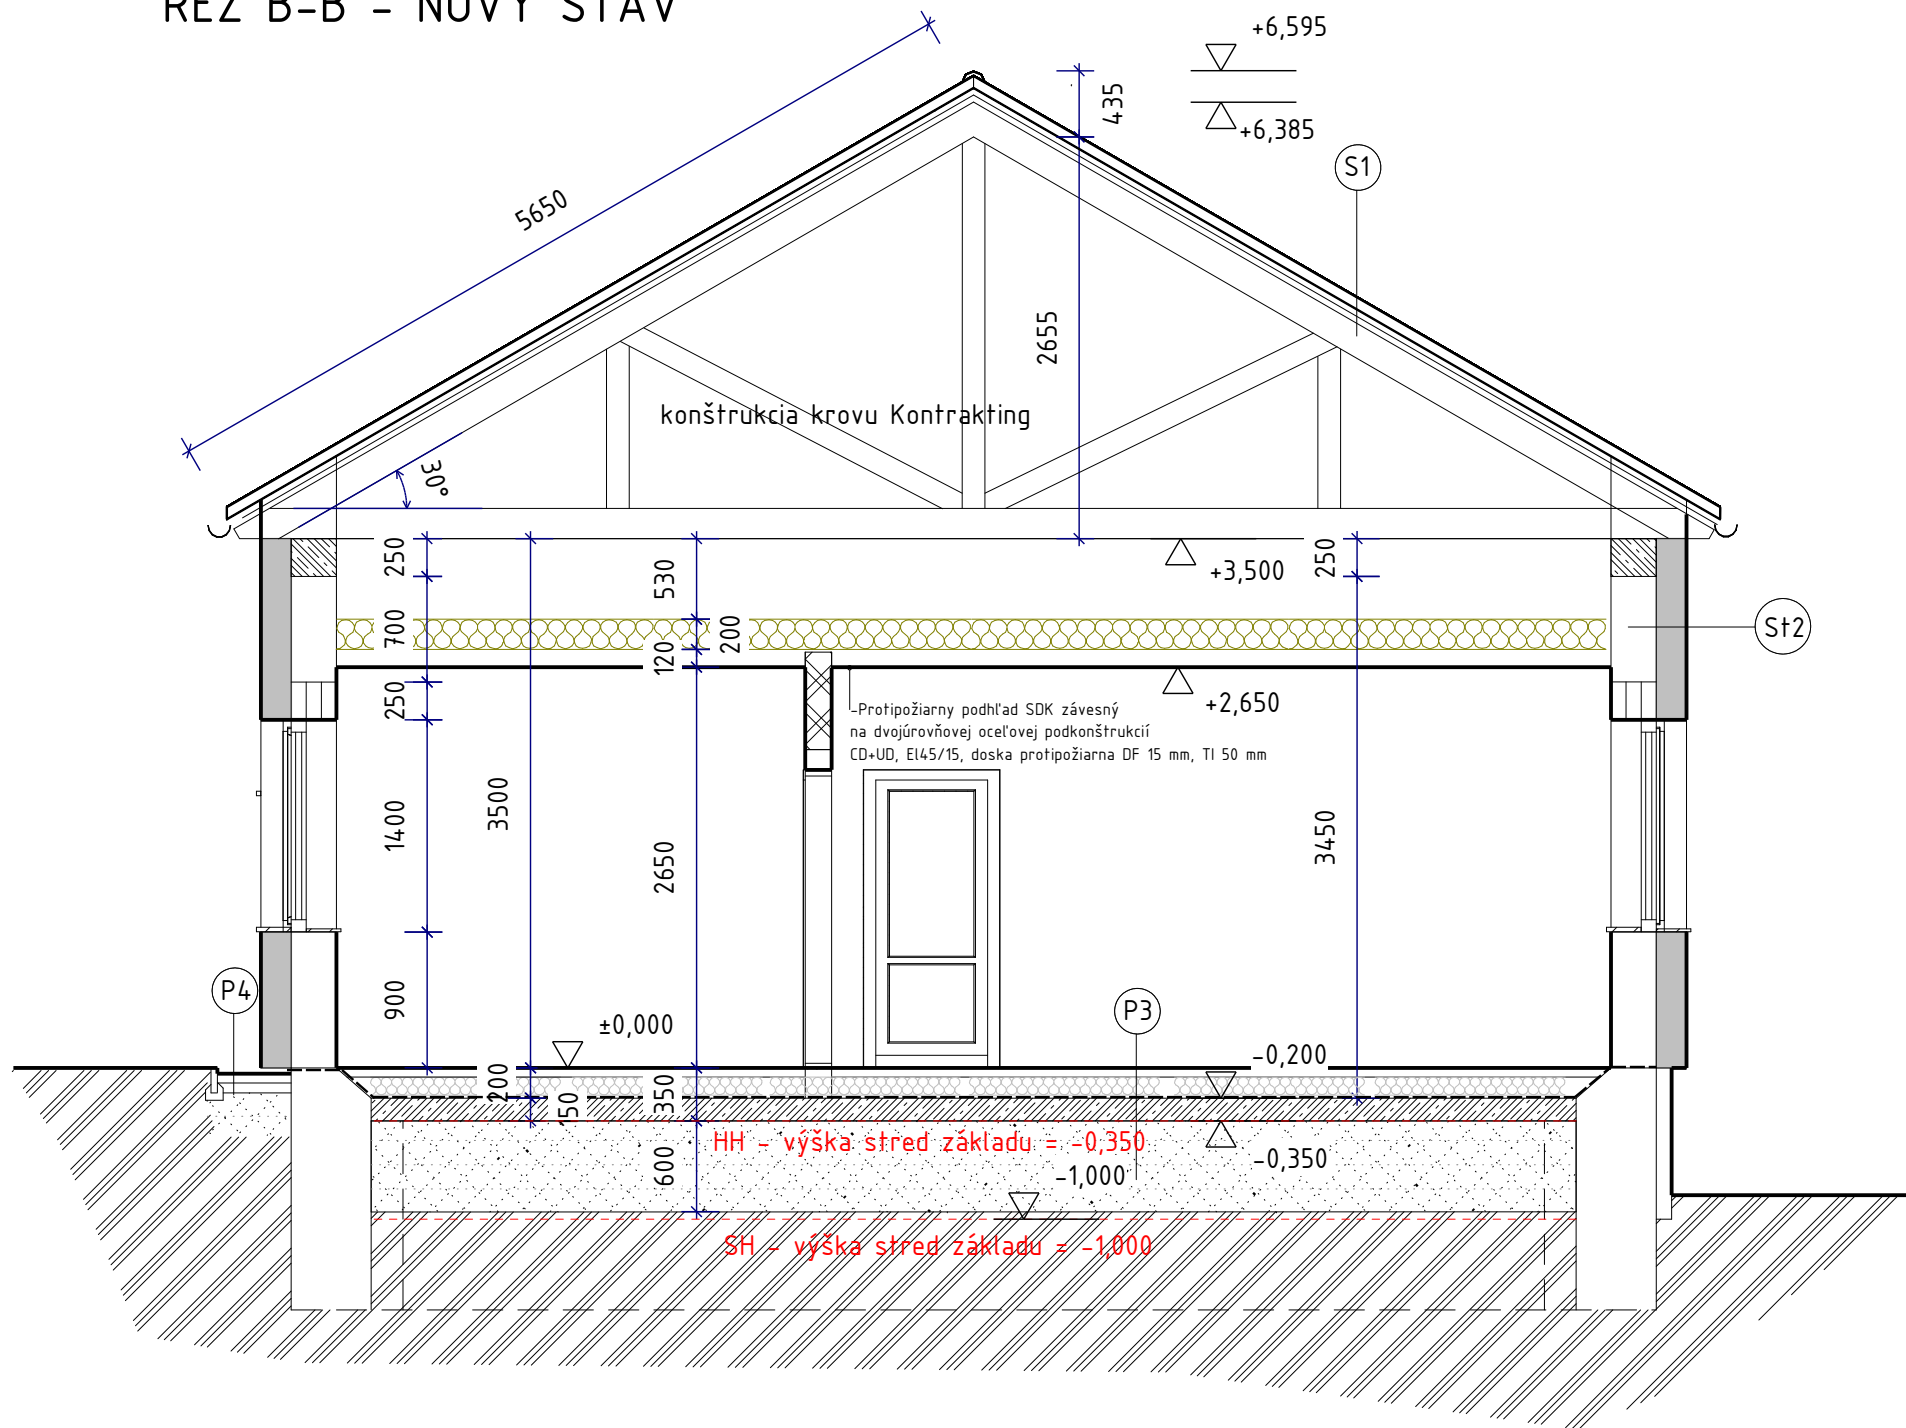 REZ B-B - NOVÝ STAV
+6,595
435
+6,385
S1
5650
2655
konštrukcia krovu Kontrakting
30°
250
530
+3,500
250
700
120
200
St2
250
+2,650
-Protipožiarny podhľad SDK závesný
na dvojúrovňovej oceľovej podkonštrukcií
CD+UD, EI45/15, doska protipožiarna DF 15 mm, TI 50 mm
3500
1400
2650
3450
900
P4
P3
±0,000
-0,200
200
350
HH - výška stred základu = -0,350
600
-1,000
-0,350
SH - výška stred základu = -1,000